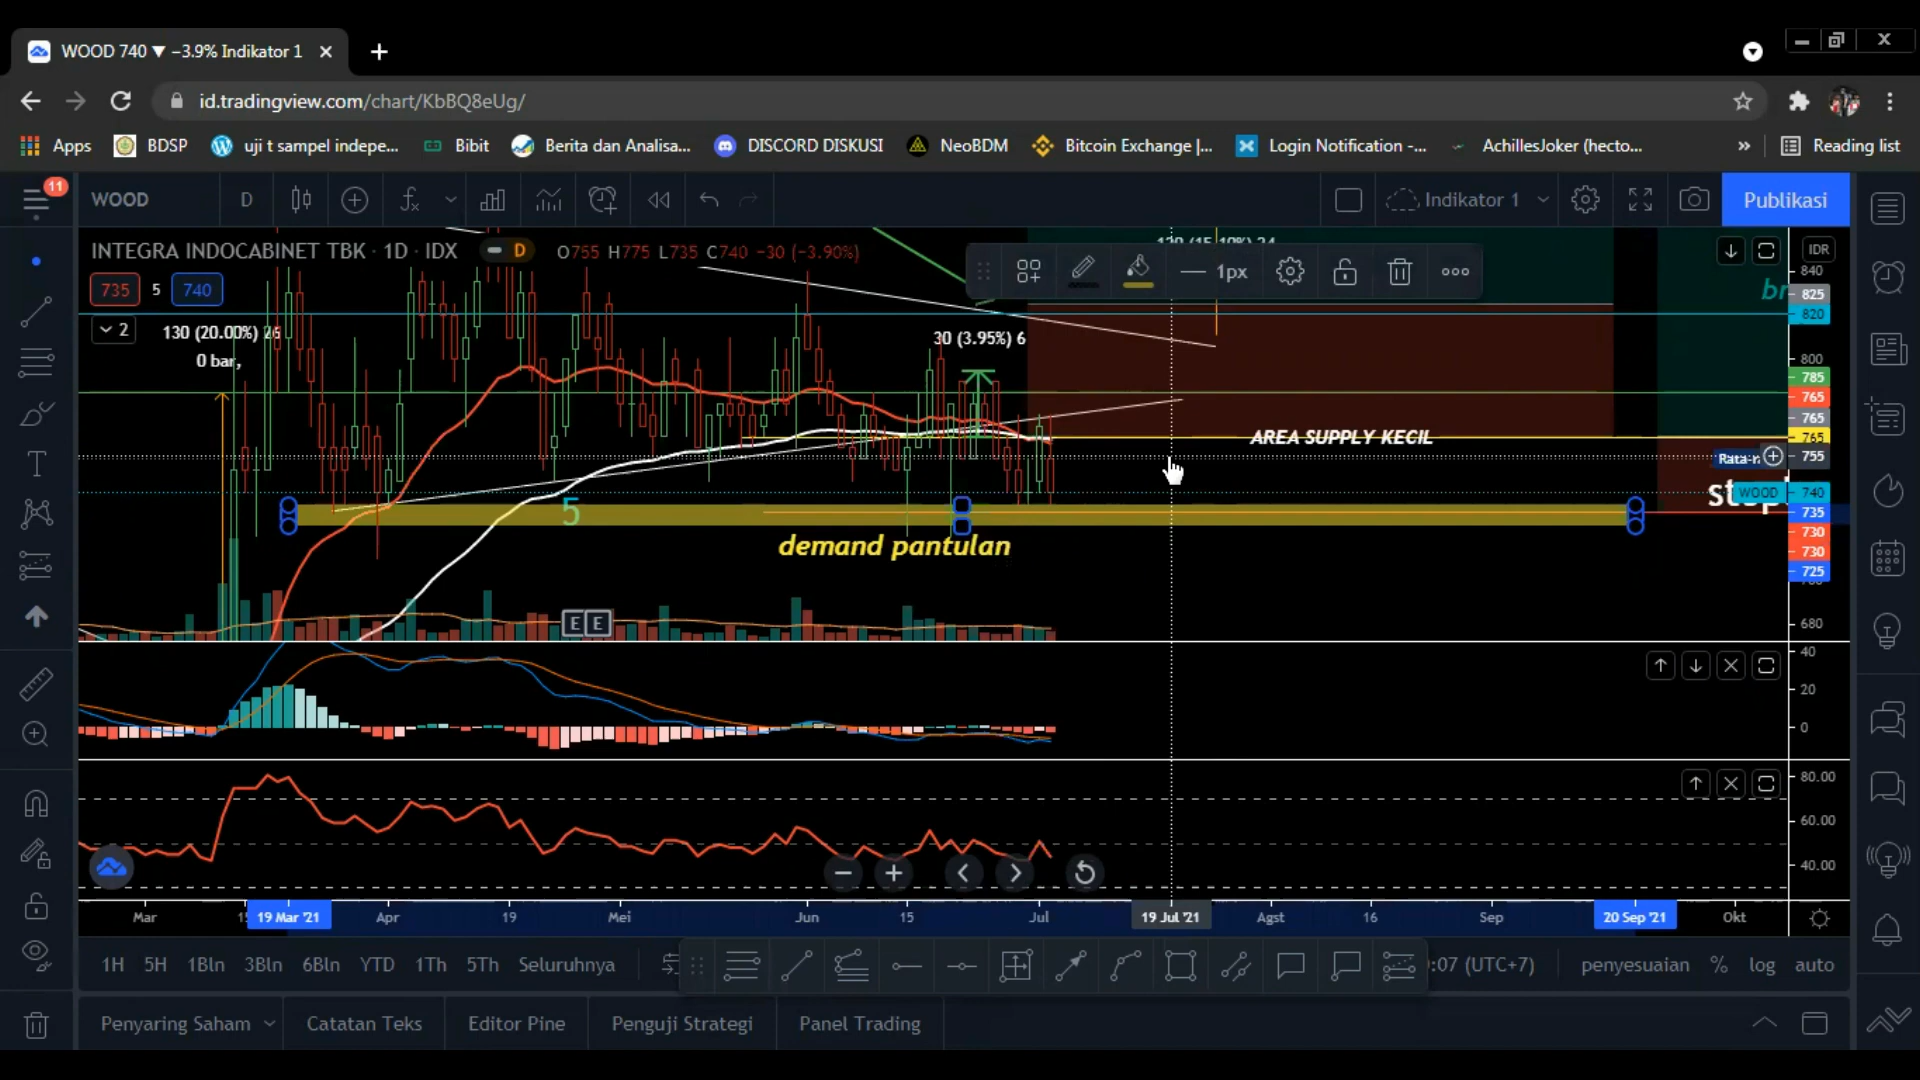 WOOD 740 ▼ −3.9% Indikator 1
id.tradingview.com/chart/KbBQ8eUg/
Apps BDSP uji t sampel indepe... Bibit Berita dan Analisa... DISCORD DISKUSI NeoBDM Bitcoin Exchange |... Login Notification -... AchillesJoker (hecto... » Reading list
11
WOOD D Indikator 1 Publikasi
INTEGRA INDOCABINET TBK · 1D · IDX D O755 H775 L735 C740 −30 (−3.90%)
IDR
735 5 740
2
130 (20.00%) 26
0 bar,
30 (3.95%) 6
840
825
820
800
785
765
765
765
755
740
735
730
730
725
680
AREA SUPPLY KECIL
WOOD
5
demand pantulan
E E
40
20
0
80.00
60.00
40.00
Mar 19 Mar '21 Apr 19 Mei Jun 15 Jul 19 Jul '21 Agst 16 Sep 20 Sep '21 Okt
1H 5H 1Bln 3Bln 6Bln YTD 1Th 5Th Seluruhnya :07 (UTC+7) penyesuaian % log auto
Penyaring Saham Catatan Teks Editor Pine Penguji Strategi Panel Trading